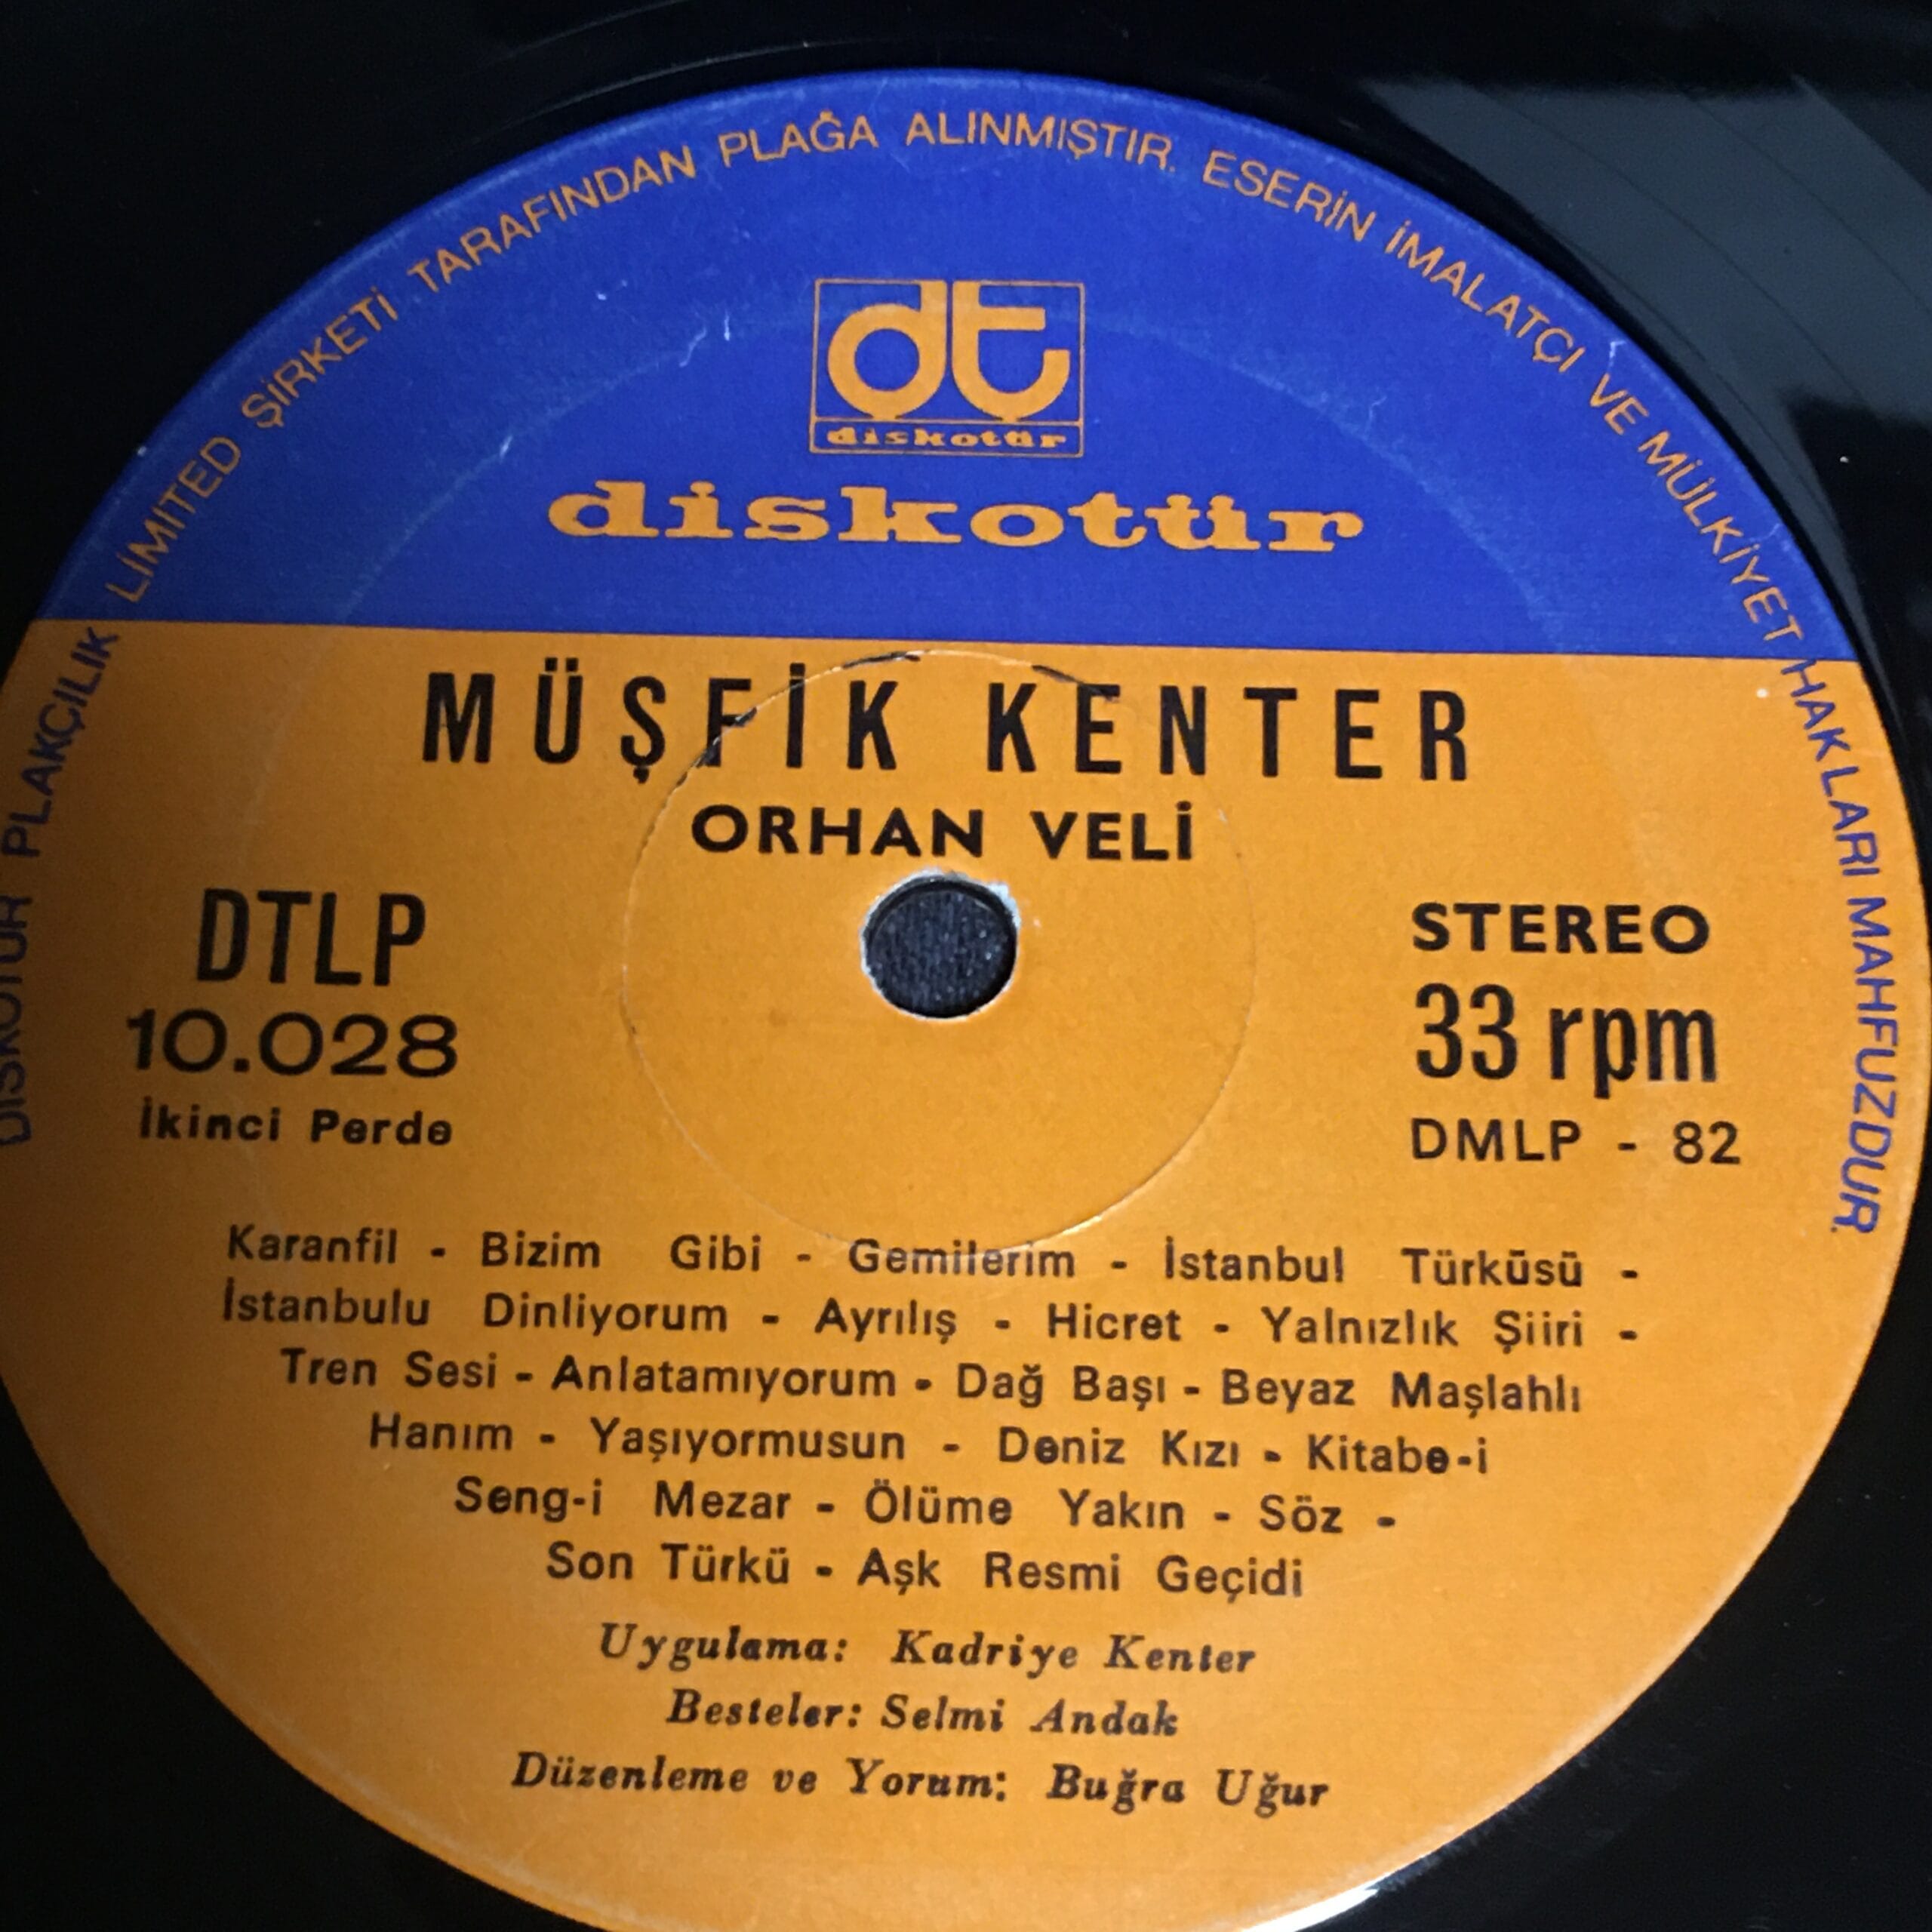 DİSKOTÜR PLAKÇILIK LİMİTED ŞİRKETİ TARAFINDAN PLAĞA ALINMIŞTIR. ESERİN İMALATÇI VE MÜLKİYET HAKLARI MAHFUZDUR.
dt
diskotür
diskotür
MÜŞFİK KENTER
ORHAN VELİ
DTLP
10.028
İkinci Perde
STEREO
33 rpm
DMLP - 82
Karanfil - Bizim Gibi - Gemilerim - İstanbul Türküsü -
İstanbulu Dinliyorum - Ayrılış - Hicret - Yalnızlık Şiiri -
Tren Sesi - Anlatamıyorum - Dağ Başı - Beyaz Maşlahlı
Hanım - Yaşıyormusun - Deniz Kızı - Kitabe-i
Seng-i Mezar - Ölüme Yakın - Söz -
Son Türkü - Aşk Resmi Geçidi
Uygulama: Kadriye Kenter
Besteler: Selmi Andak
Düzenleme ve Yorum: Buğra Uğur